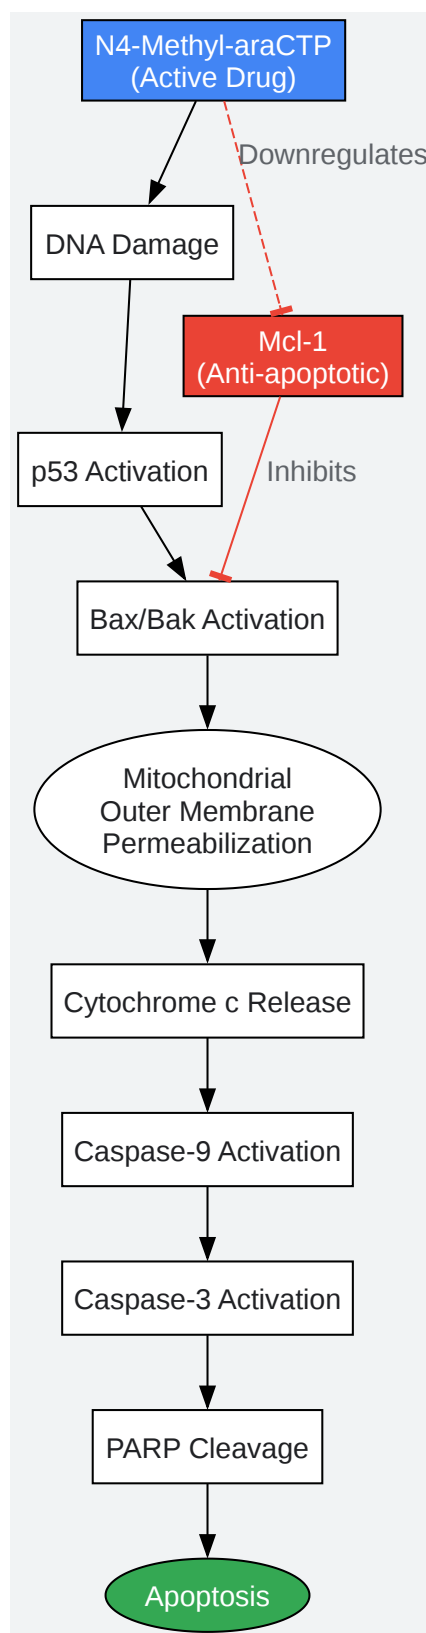 N4-Methyl-araCTP
(Active Drug)
Downregulates
DNA Damage
Mcl-1
(Anti-apoptotic)
p53 Activation
Inhibits
Bax/Bak Activation
Mitochondrial
Outer Membrane
Permeabilization
Cytochrome c Release
Caspase-9 Activation
Caspase-3 Activation
PARP Cleavage
Apoptosis